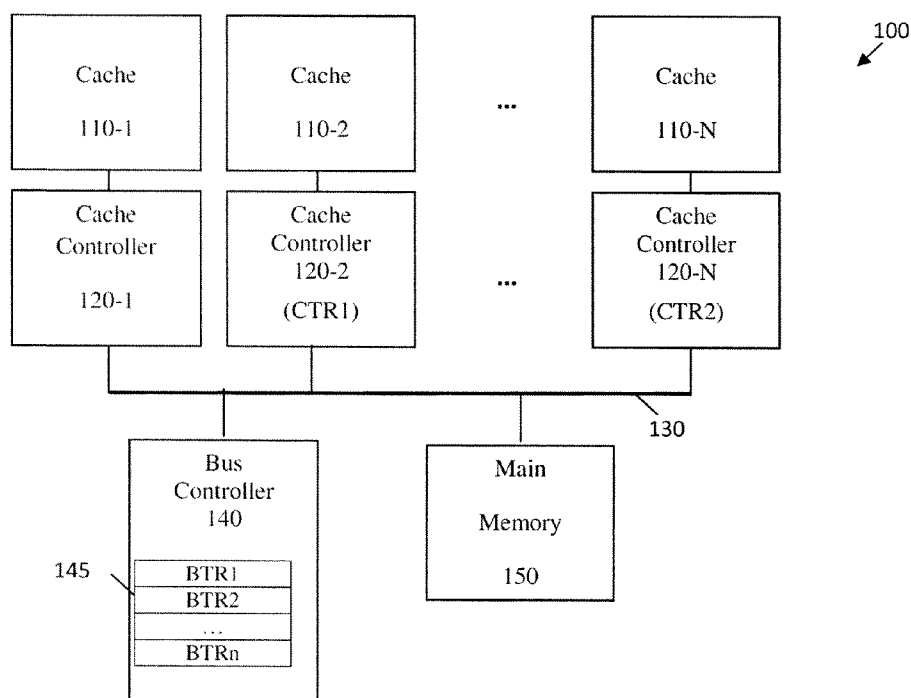 100
Cache
110-1
Cache
110-2
...
Cache
110-N
Cache
Controller
120-1
Cache
Controller
120-2
(CTR1)
...
Cache
Controller
120-N
(CTR2)
130
Bus
Controller
140
145
BTR1
BTR2
...
BTRn
Main
Memory
150